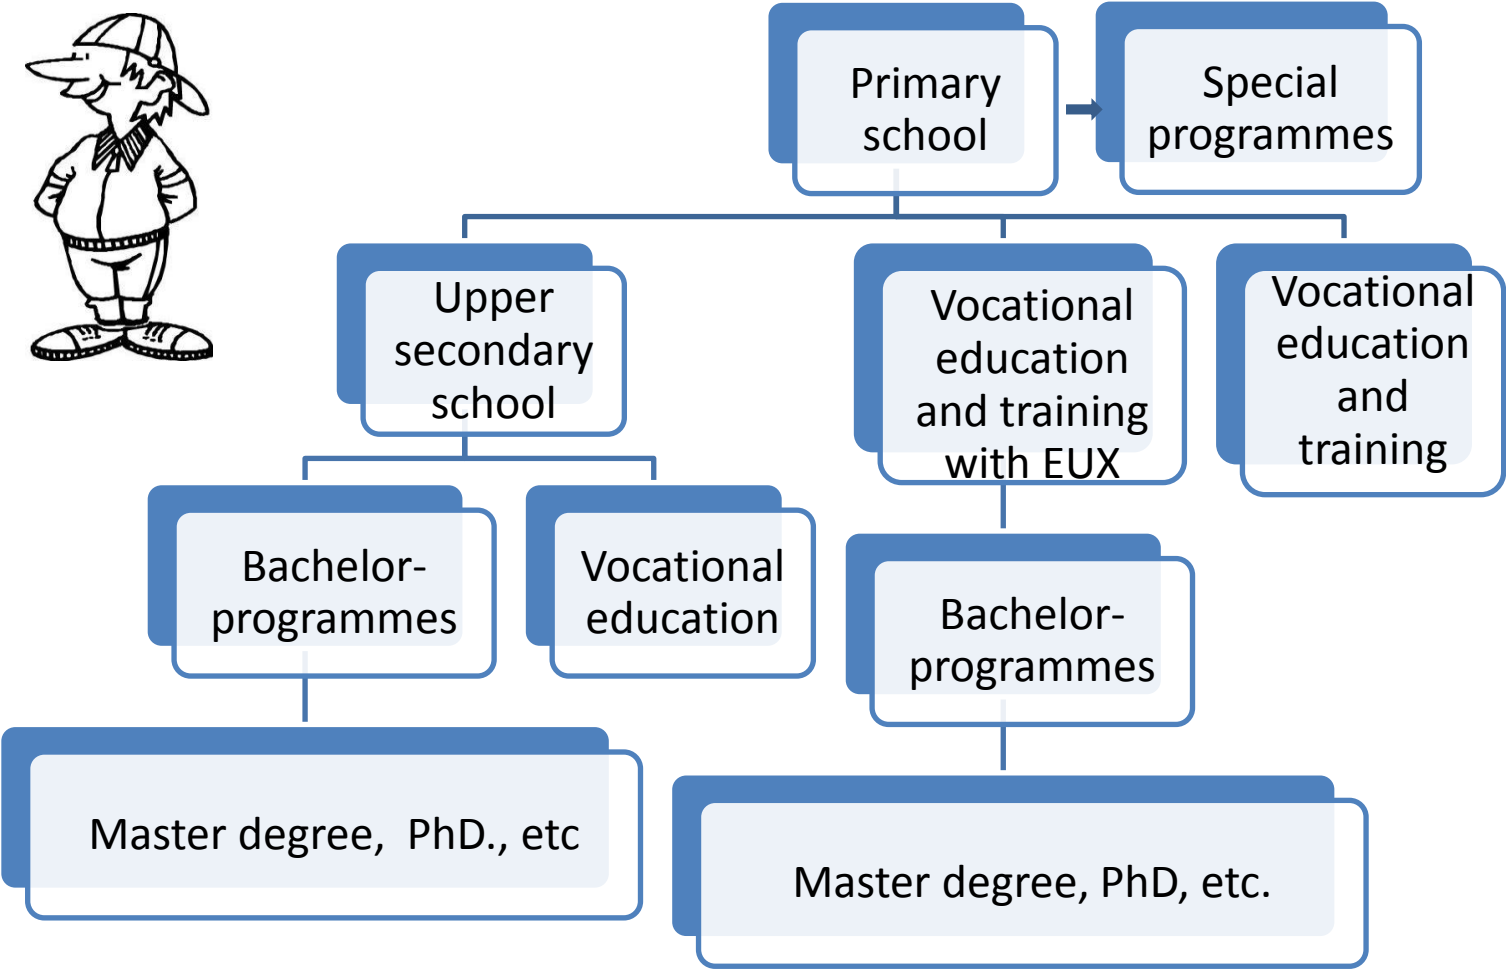 Primary
school
Special
programmes
Upper
secondary
school
Vocational
education
and training
with EUX
Vocational
education
and
training
Bachelor-
programmes
Vocational
education
Bachelor-
programmes
Master degree,  PhD., etc
Master degree, PhD, etc.